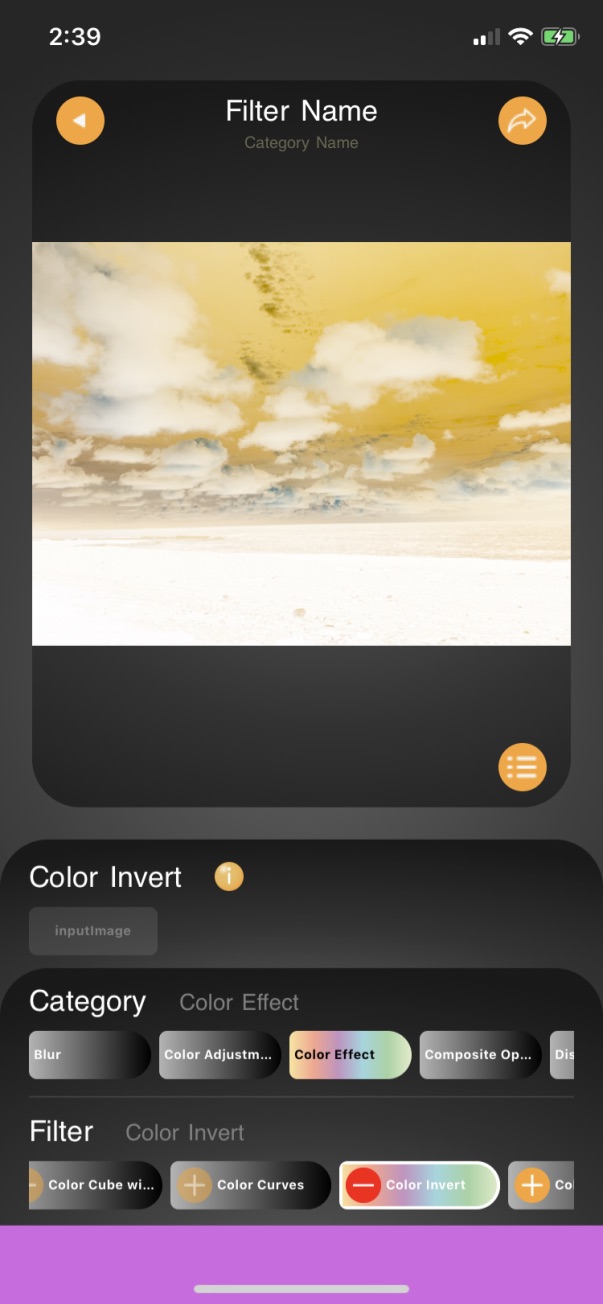 2:39
Filter Name
Category Name
Color Invert
inputImage
Category Color Effect
Blur Color Adjustm... Color Effect Composite Op... Dis
Filter Color Invert
Color Cube wi... Color Curves Color Invert Co